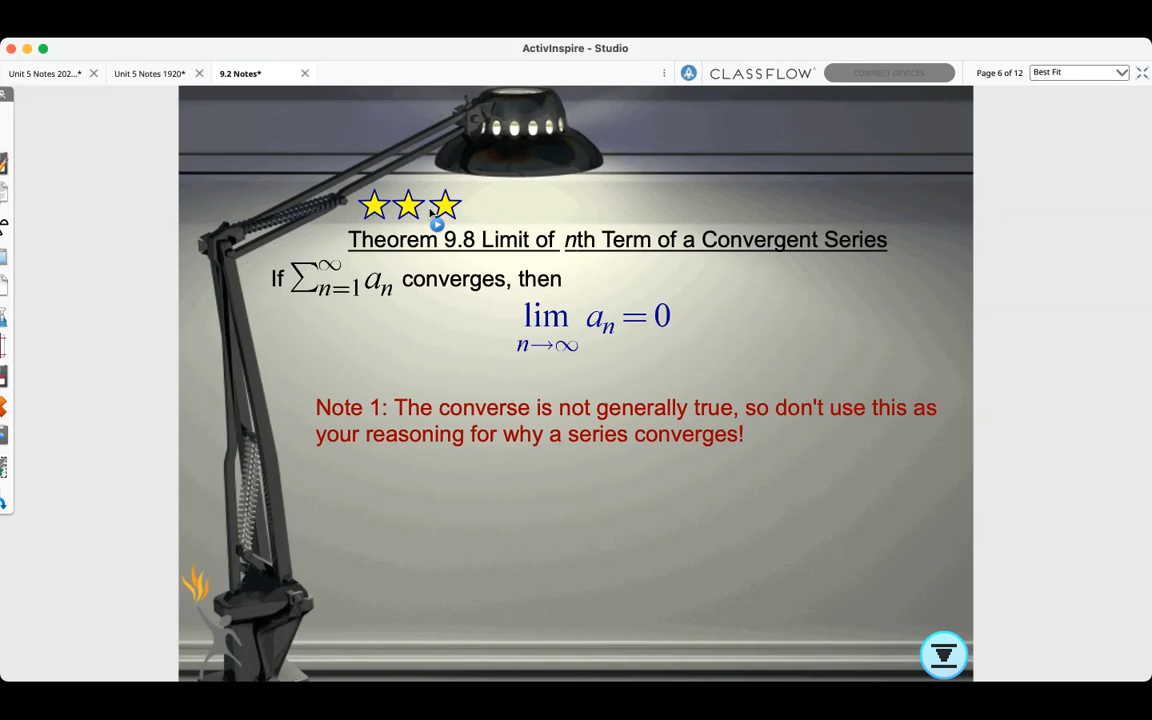 ActivInspire - Studio
Unit 5 Notes 202...*
Unit 5 Notes 1920*
9.2 Notes*
CLASSFLOW
CONNECT DEVICES
Page 6 of 12
Best Fit
Theorem 9.8 Limit of nth Term of a Convergent Series
If ∑_{n=1}^{∞} a_n converges, then
lim_{n→∞} a_n = 0
Note 1: The converse is not generally true, so don't use this as
your reasoning for why a series converges!